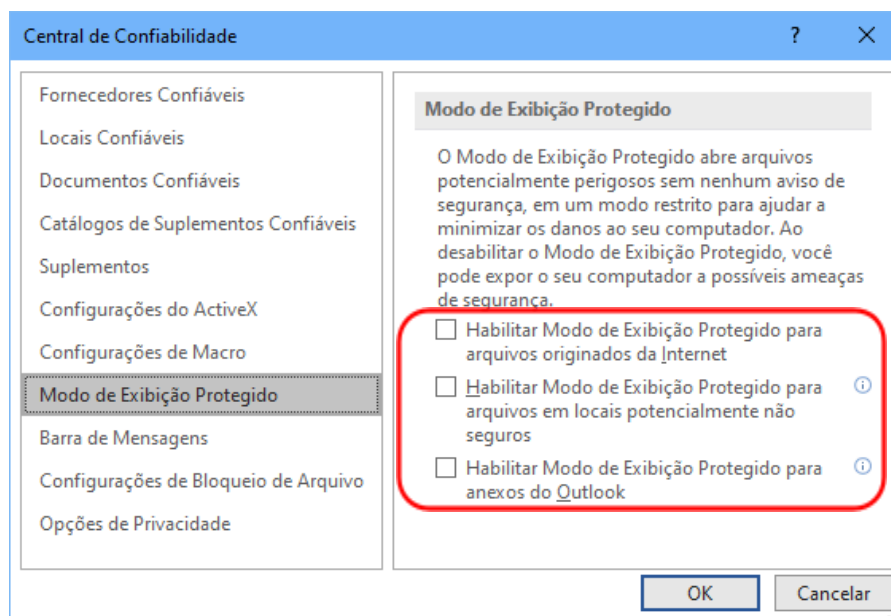 Central de Confiabilidade
?
Fornecedores Confiáveis
Locais Confiáveis
Documentos Confiáveis
Catálogos de Suplementos Confiáveis
Suplementos
Configurações do ActiveX
Configurações de Macro
Modo de Exibição Protegido
Barra de Mensagens
Configurações de Bloqueio de Arquivo
Opções de Privacidade
Modo de Exibição Protegido
O Modo de Exibição Protegido abre arquivos
potencialmente perigosos sem nenhum aviso de
segurança, em um modo restrito para ajudar a
minimizar os danos ao seu computador. Ao
desabilitar o Modo de Exibição Protegido, você
pode expor o seu computador a possíveis ameaças
de segurança.
Habilitar Modo de Exibição Protegido para
arquivos originados da Internet
Habilitar Modo de Exibição Protegido para
arquivos em locais potencialmente não
seguros
Habilitar Modo de Exibição Protegido para
anexos do Outlook
OK
Cancelar